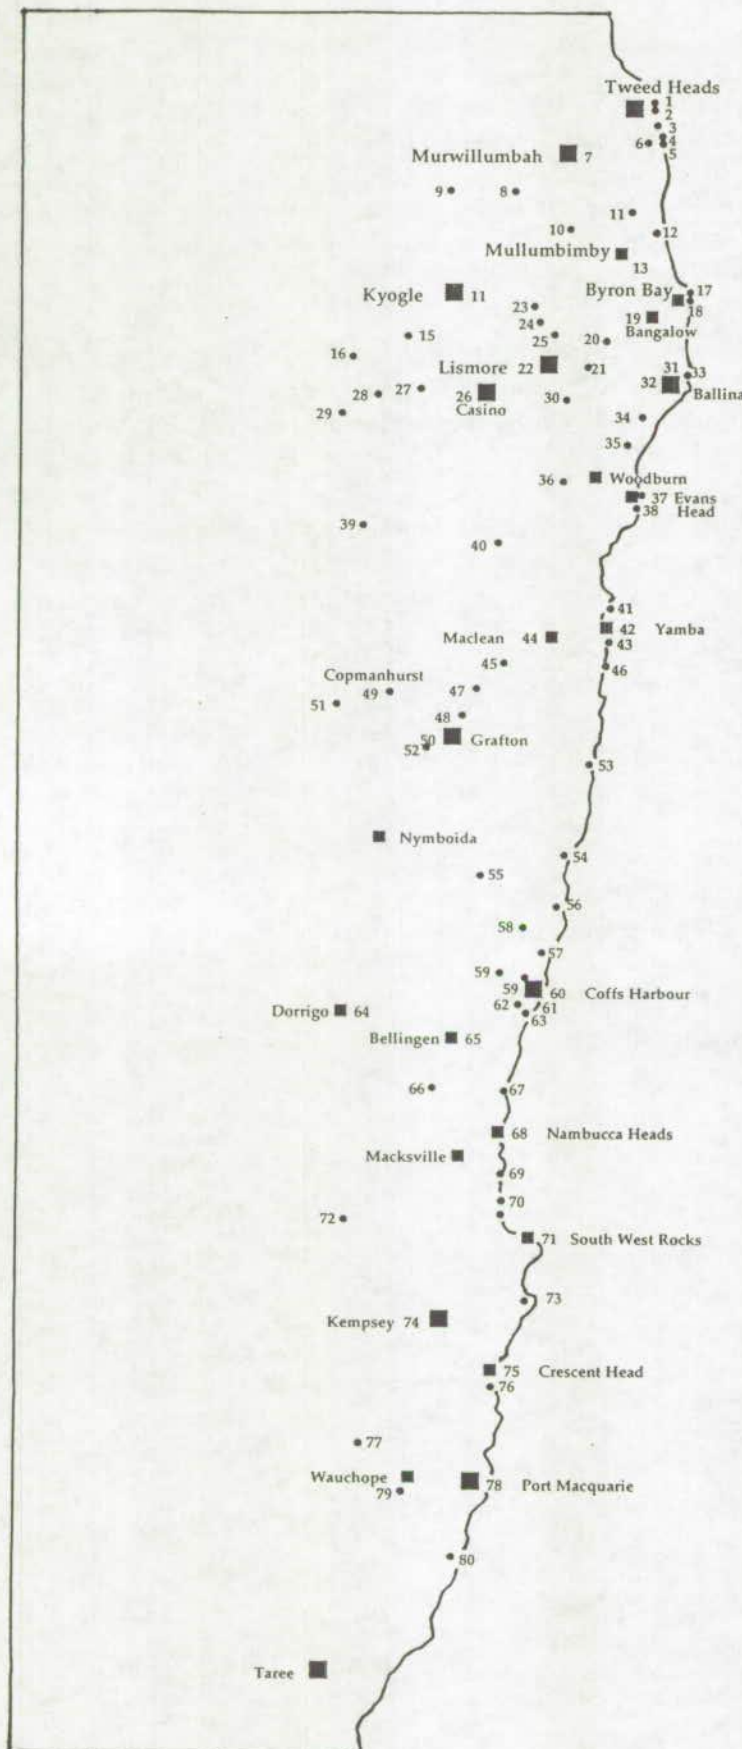 Tweed Heads
1
2
3
4
6
5
Murwillumbah 7
9 8
11
10 12
Mullumbimby
13
Kyogle 11
Byron Bay 17
18
23
24
19
Bangalow
15
25 20
16
Lismore 22 21
31 33
28 27 26 32 Ballina
Casino
30
29
34
35
36 Woodburn
37 Evans
38 Head
39
40
41
42 Yamba
Maclean 44
43
45
46
Copmanhurst
49 47
51
48
50
Grafton
52
53
Nymboida
54
55
56
58
57
59
59
60 Coffs Harbour
62 61
63
Dorrigo 64
Bellingen 65
66 67
68 Nambucca Heads
Macksville
69
70
72
71 South West Rocks
73
Kempsey 74
75 Crescent Head
76
77
Wauchope
79
78 Port Macquarie
80
Taree